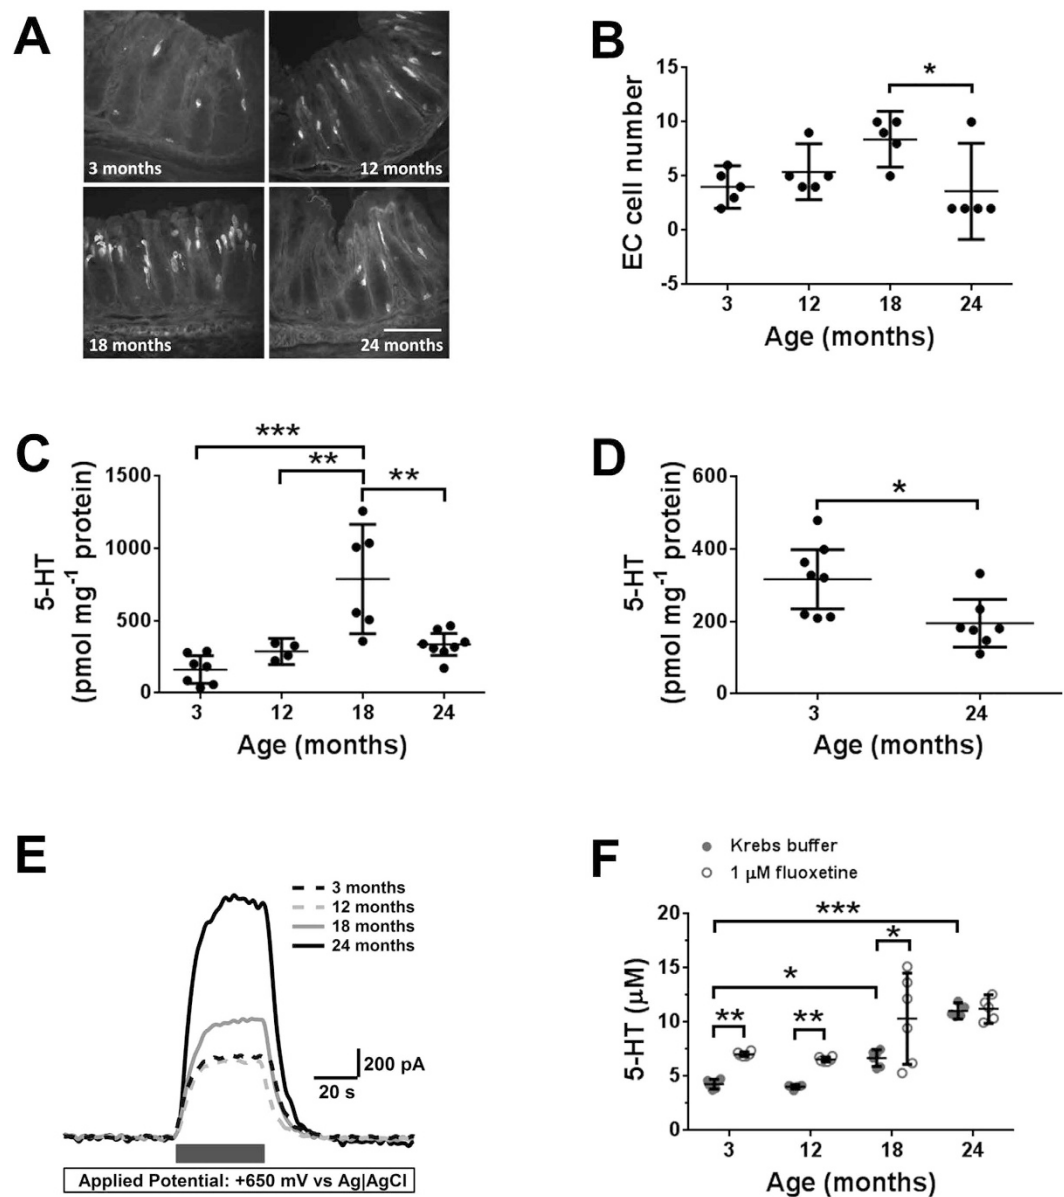 A
3 months
12 months
18 months
24 months
B
*
EC cell number
15
10
5
0
-5
3 12 18 24
Age (months)
C
***
**
**
5-HT
(pmol mg⁻¹ protein)
1500
1000
500
0
3 12 18 24
Age (months)
D
*
5-HT
(pmol mg⁻¹ protein)
600
400
200
0
3 24
Age (months)
E
3 months
12 months
18 months
24 months
200 pA
20 s
Applied Potential: +650 mV vs Ag|AgCl
F
Krebs buffer
1 μM fluoxetine
***
*
*
**
**
5-HT (μM)
20
15
10
5
0
3 12 18 24
Age (months)